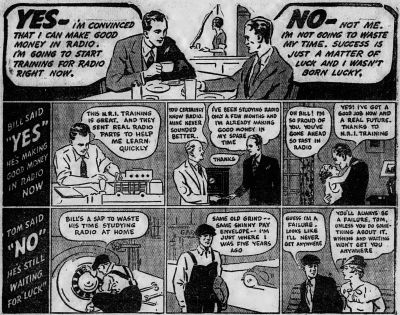 YES- I'M CONVINCED
THAT I CAN MAKE GOOD
MONEY IN RADIO.
I'M GOING TO START
TRAINING FOR RADIO
RIGHT NOW.
NO- NOT ME.
I'M NOT GOING TO WASTE
MY TIME. SUCCESS IS
JUST A MATTER OF
LUCK AND I WASN'T
BORN LUCKY.
BILL SAID
"YES"
HE'S MAKING
GOOD MONEY
IN RADIO
NOW
THIS N.R.I. TRAINING
IS GREAT. AND THEY
SENT REAL RADIO
PARTS TO HELP
ME LEARN
QUICKLY
YOU CERTAINLY
KNOW RADIO.
MINE NEVER
SOUNDED
BETTER.
I'VE BEEN STUDYING RADIO
ONLY A FEW MONTHS AND
I'M ALREADY MAKING
GOOD MONEY IN
MY SPARE
TIME
THANKS
OH BILL! I'M
SO PROUD OF
YOU. YOU'VE
GONE AHEAD
SO FAST
IN RADIO
YES! I'VE GOT A
GOOD JOB NOW AND
A REAL FUTURE.
THANKS TO
N.R.I. TRAINING
TOM SAID
"NO"
HE'S STILL
WAITING
FOR "LUCK"
BILL'S A SAP TO WASTE
HIS TIME STUDYING
RADIO AT HOME
SAME OLD GRIND--
SAME SKINNY PAY
ENVELOPE-- I'M
JUST WHERE I
WAS FIVE YEARS
AGO
GUESS I'M A
FAILURE.
LOOKS LIKE
I'LL NEVER
GET ANYWHERE
YOU'LL ALWAYS BE
A FAILURE, TOM,
UNLESS YOU DO SOME-
THING ABOUT IT.
WISHING AND WAITING
WON'T GET YOU
ANYWHERE